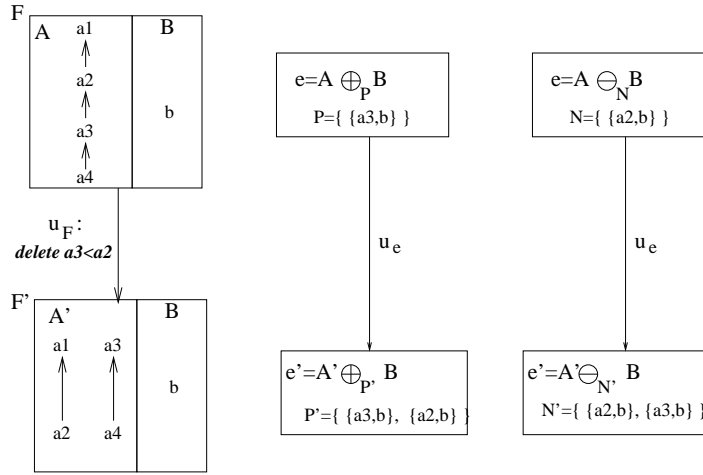 F
A
B
a1
a2
a3
a4
b
u_F:
delete a3<a2
F'
A'
B
a1
a3
a2
a4
b
e=A ⊕_P B
P={ {a3,b} }
u_e
e'=A' ⊕_P' B
P'={ {a3,b}, {a2,b} }
e=A ⊖_N B
N={ {a2,b} }
u_e
e'=A' ⊖_N' B
N'={ {a2,b}, {a3,b} }